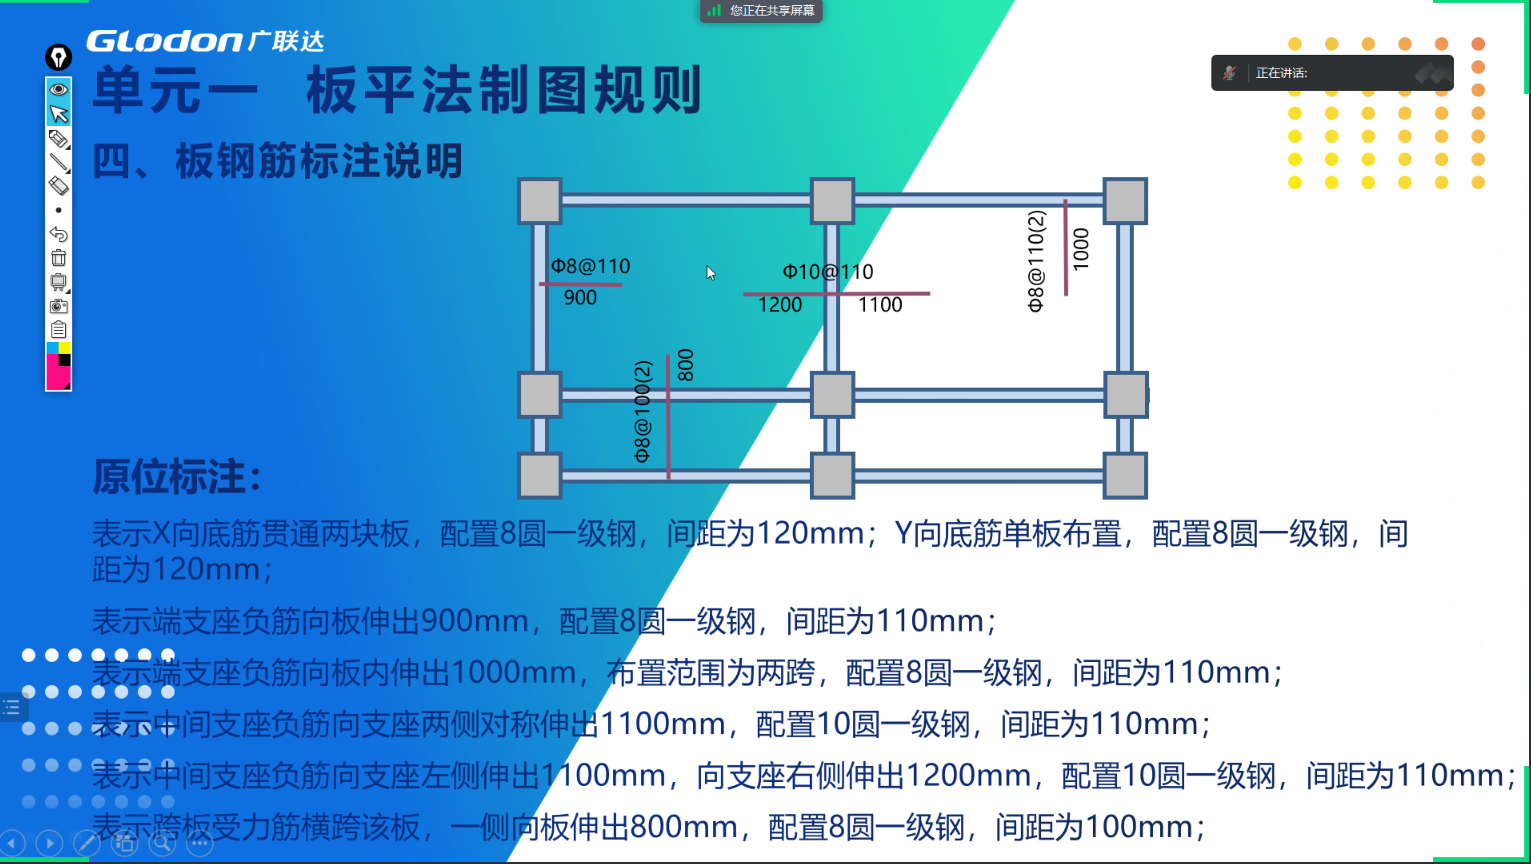 您正在共享屏幕
GLODON广联达
正在讲话:
单元一 板平法制图规则
四、板钢筋标注说明
Φ8@110
900
Φ10@110
1200
1100
Φ8@110(2)
1000
Φ8@100(2)
800
原位标注：
表示X向底筋贯通两块板，配置8圆一级钢，间距为120mm；Y向底筋单板布置，配置8圆一级钢，间
距为120mm；
表示端支座负筋向板伸出900mm，配置8圆一级钢，间距为110mm；
表示端支座负筋向板内伸出1000mm，布置范围为两跨，配置8圆一级钢，间距为110mm；
表示中间支座负筋向支座两侧对称伸出1100mm，配置10圆一级钢，间距为110mm；
表示中间支座负筋向支座左侧伸出1100mm，向支座右侧伸出1200mm，配置10圆一级钢，间距为110mm；
表示跨板受力筋横跨该板，一侧向板伸出800mm，配置8圆一级钢，间距为100mm；